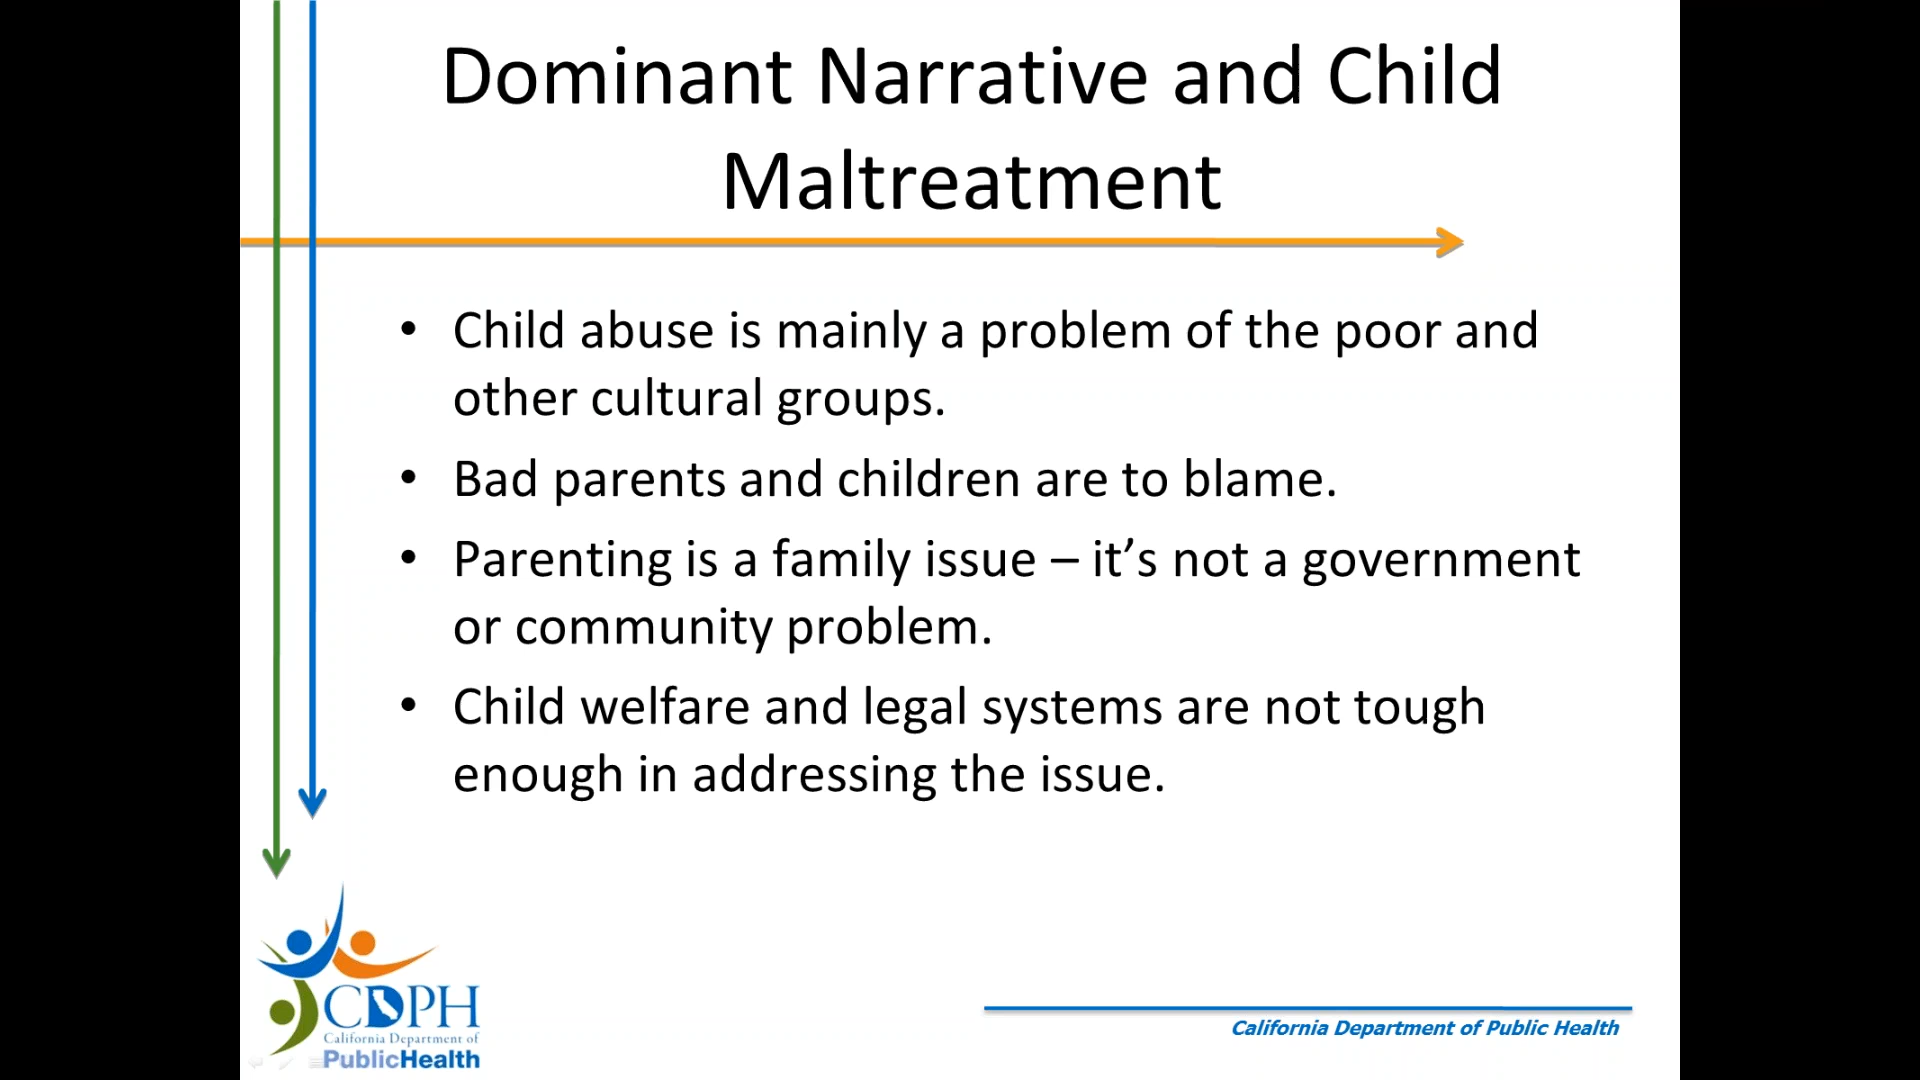 Dominant Narrative and Child
Maltreatment
• Child abuse is mainly a problem of the poor and
other cultural groups.
• Bad parents and children are to blame.
• Parenting is a family issue – it’s not a government
or community problem.
• Child welfare and legal systems are not tough
enough in addressing the issue.
CDPH
California Department of
PublicHealth
California Department of Public Health